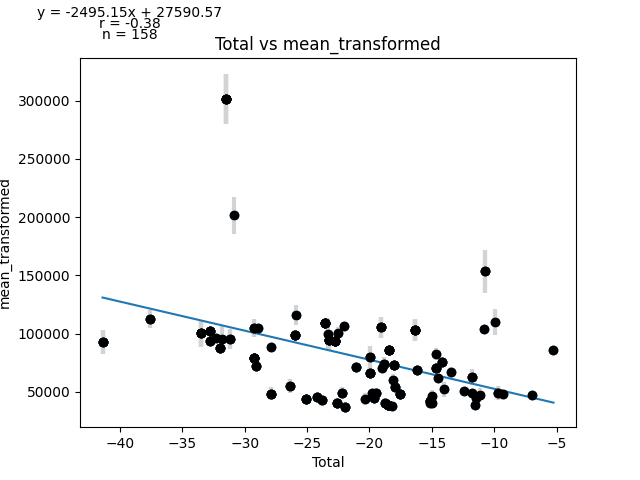 y = -2495.15x + 27590.57
r = -0.38
n = 158
Total vs mean_transformed
300000
250000
200000
150000
100000
50000
mean_transformed
−40 −35 −30 −25 −20 −15 −10 −5
Total